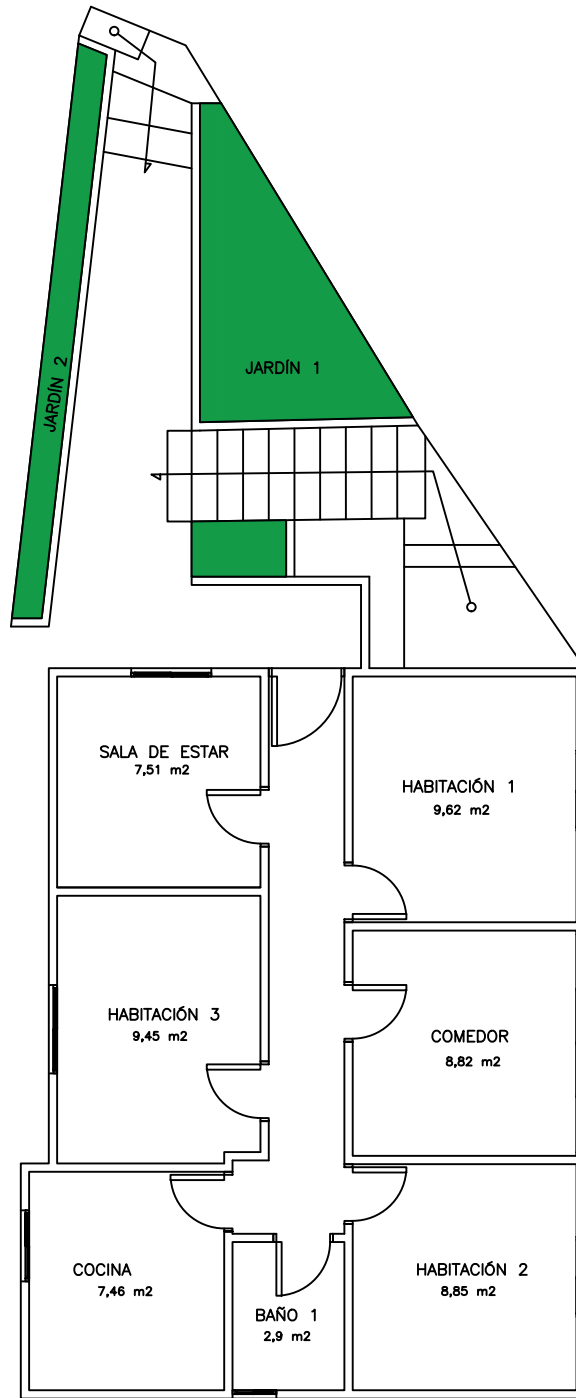 JARDÍN 2
JARDÍN 1
SALA DE ESTAR
7,51 m2
HABITACIÓN 1
9,62 m2
HABITACIÓN 3
9,45 m2
COMEDOR
8,82 m2
COCINA
7,46 m2
HABITACIÓN 2
8,85 m2
BAÑO 1
2,9 m2